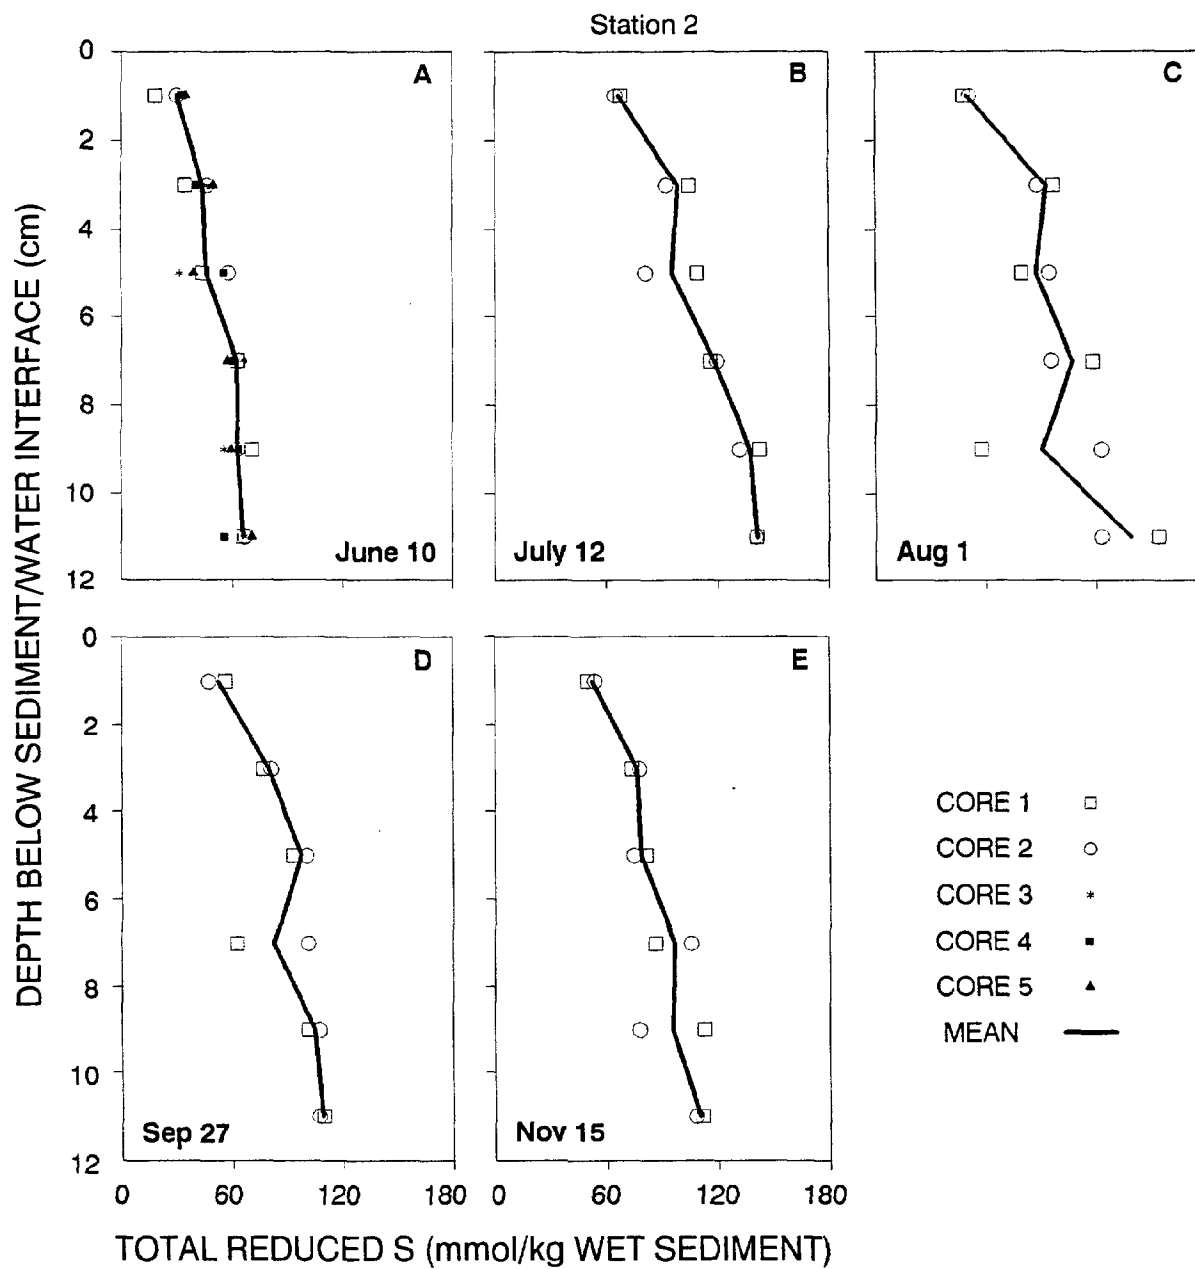 Station 2
0
2
4
6
8
10
12
A
June 10
B
July 12
C
Aug 1
DEPTH BELOW SEDIMENT/WATER INTERFACE (cm)
0
2
4
6
8
10
12
D
Sep 27
E
Nov 15
0 60 120 180
0 60 120 180
TOTAL REDUCED S (mmol/kg WET SEDIMENT)
CORE 1
CORE 2
CORE 3
CORE 4
CORE 5
MEAN